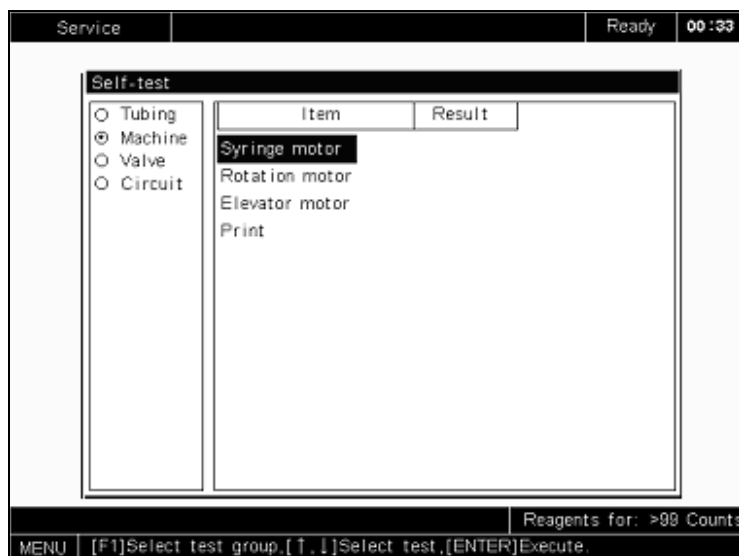 Service Ready 00:33
Self-test
Tubing
Machine
Valve
Circuit
Item Result
Syringe motor
Rotation motor
Elevator motor
Print
Reagents for: >99 Counts
MENU [F1]Select test group,[↑,↓]Select test,[ENTER]Execute.